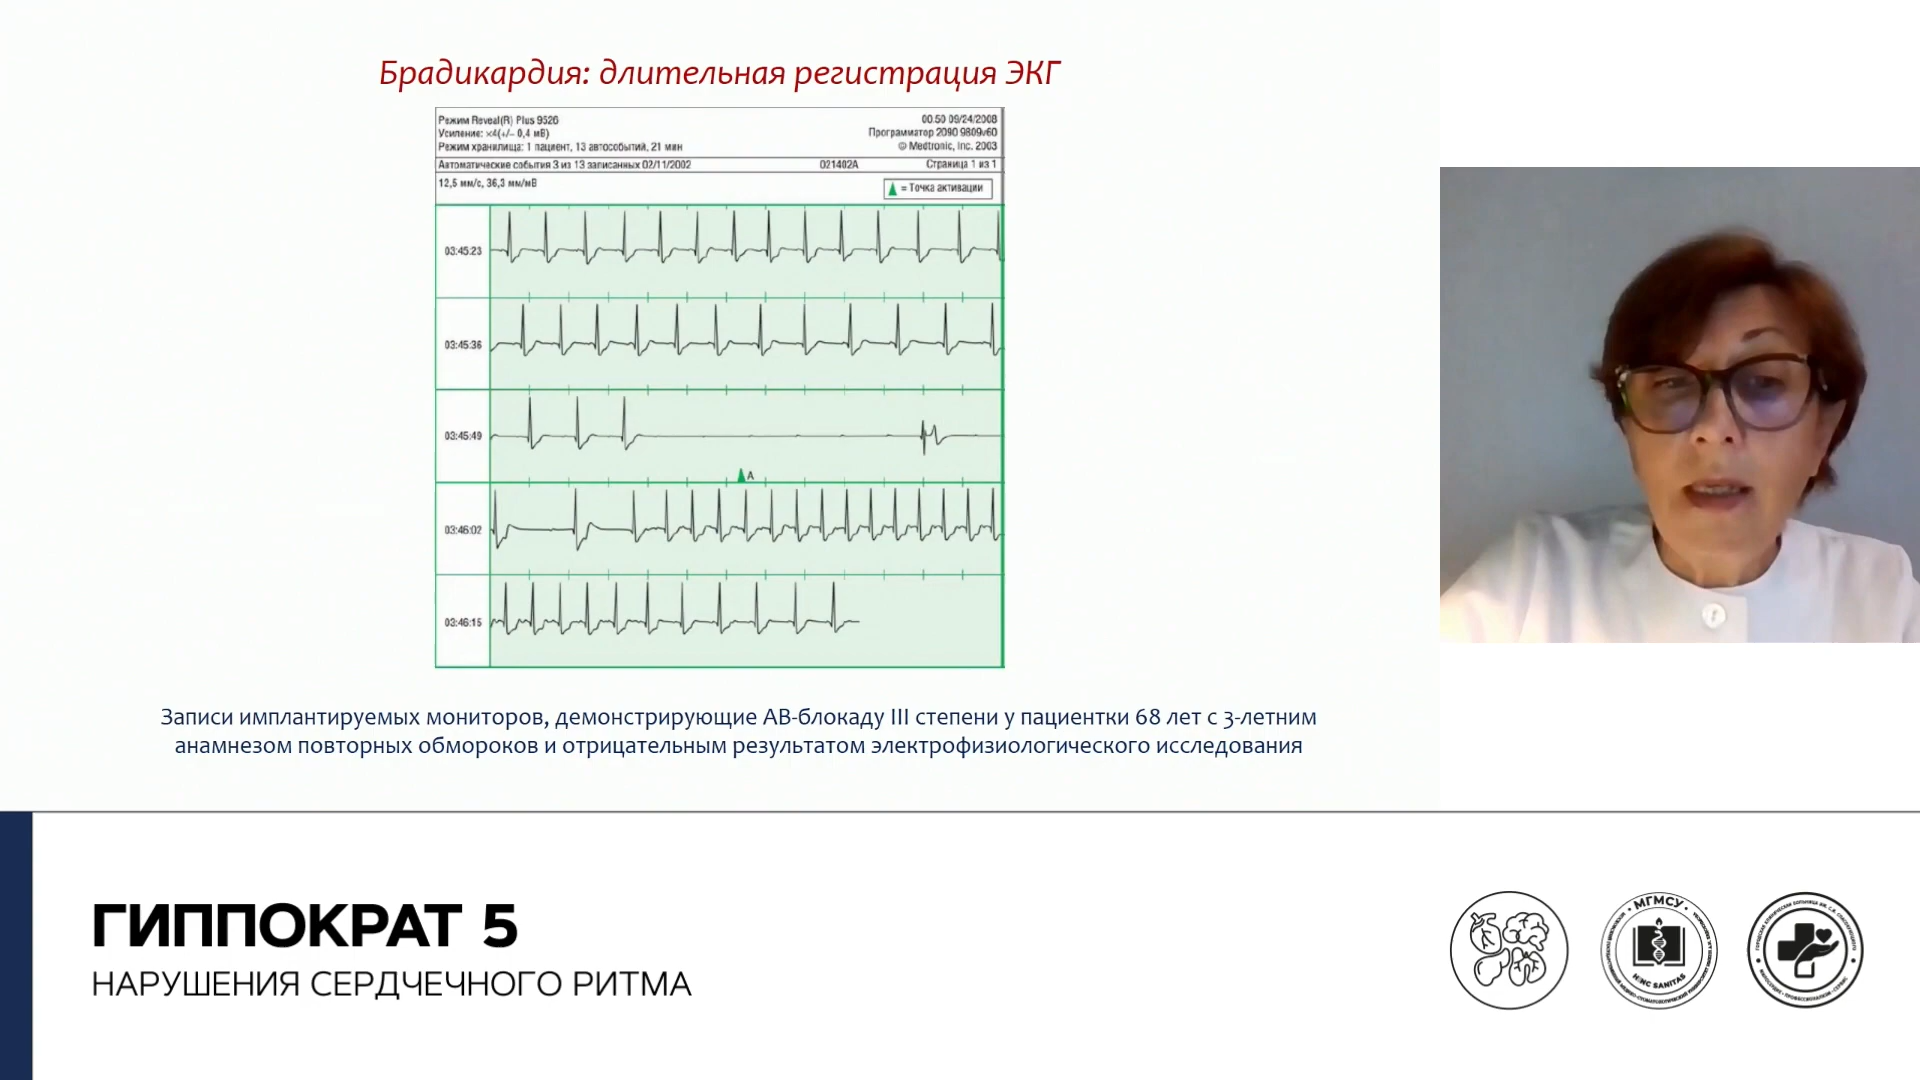 Брадикардия: длительная регистрация ЭКГ
Режим Reveal(R) Plus 9526
Усиление: ×4(+/– 0,4 мВ)
Режим хранилища: 1 пациент, 13 автособытий, 21 мин
00.50 09/24/2008
Программатор 2090 9809v60
© Medtronic, Inc. 2003
Автоматические события 3 из 13 записанных 02/11/2002
021402A
Страница 1 из 1
12,5 мм/с, 36,3 мм/мВ
= Точка активации
03:45:23
03:45:36
03:45:49
A
03:46:02
03:46:15
Записи имплантируемых мониторов, демонстрирующие АВ-блокаду III степени у пациентки 68 лет с 3-летним
анамнезом повторных обмороков и отрицательным результатом электрофизиологического исследования
ГИППОКРАТ 5
НАРУШЕНИЯ СЕРДЧЕЧНОГО РИТМА
МГМСУ